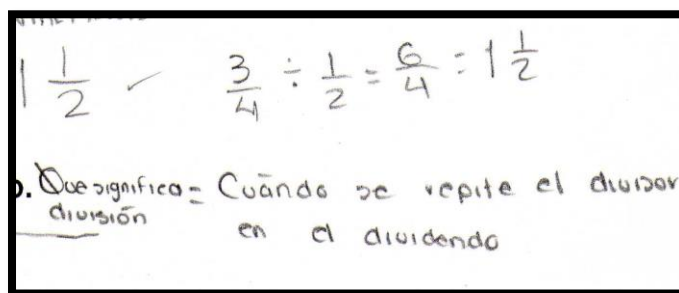 1 1/2 ✓ 3/4 ÷ 1/2 = 6/4 = 1 1/2
. Que significa = Cuándo se repite el divisor
división en el dividendo